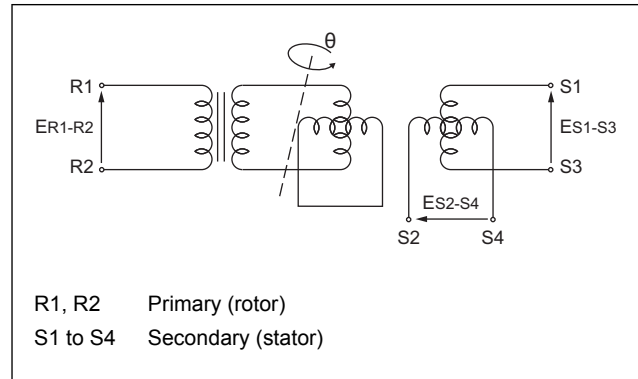 θ
R1
S1
ER1-R2
ES1-S3
R2
S3
ES2-S4
S2
S4
R1, R2 Primary (rotor)
S1 to S4 Secondary (stator)